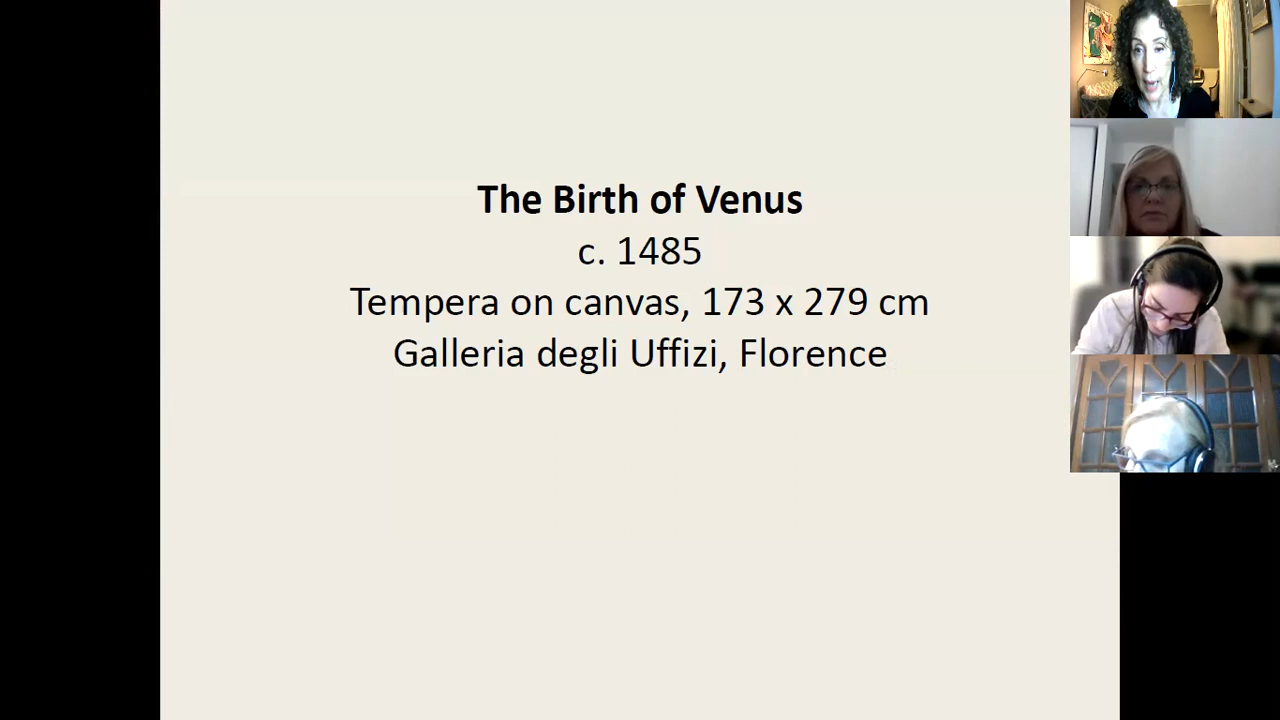 The Birth of Venus
c. 1485
Tempera on canvas, 173 x 279 cm
Galleria degli Uffizi, Florence